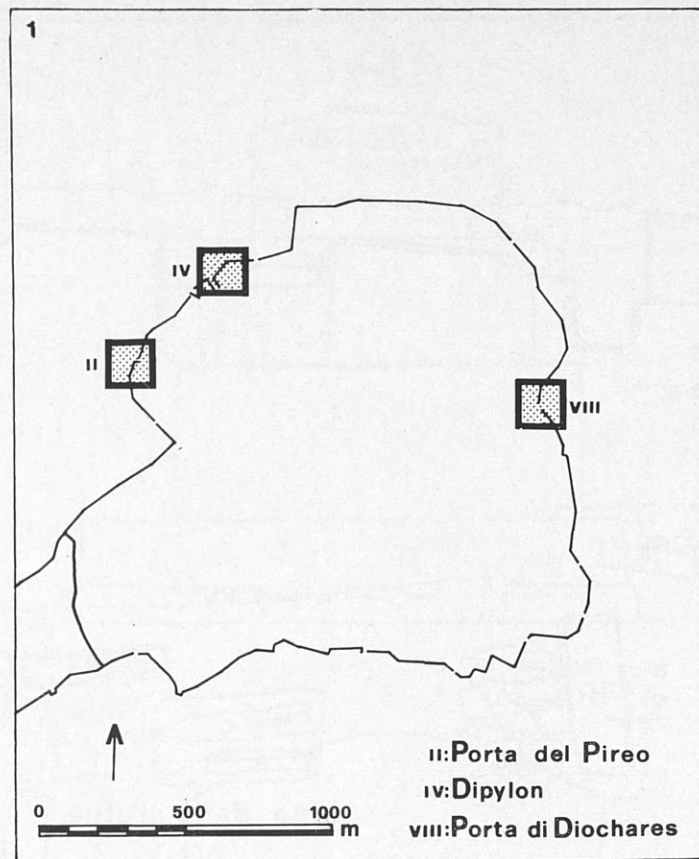 1
IV
II
VIII
II:Porta del Pireo
IV:Dipylon
VIII:Porta di Diochares
0 500 1000
m